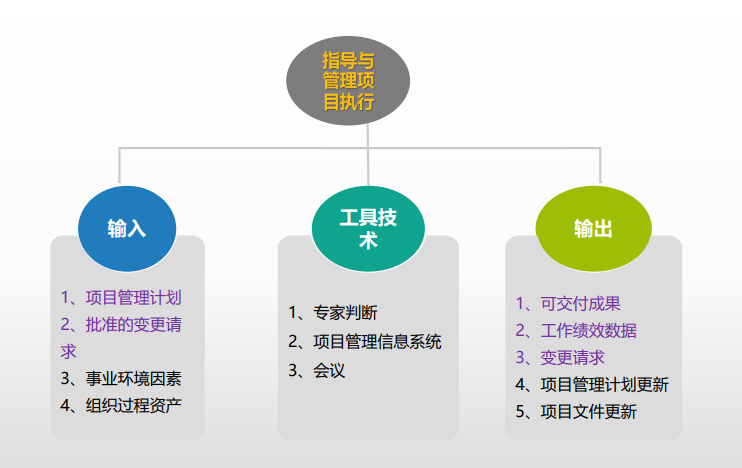 指导与
管理项
目执行
输入
1、项目管理计划
2、批准的变更请
求
3、事业环境因素
4、组织过程资产
工具技
术
1、专家判断
2、项目管理信息系统
3、会议
输出
1、可交付成果
2、工作绩效数据
3、变更请求
4、项目管理计划更新
5、项目文件更新